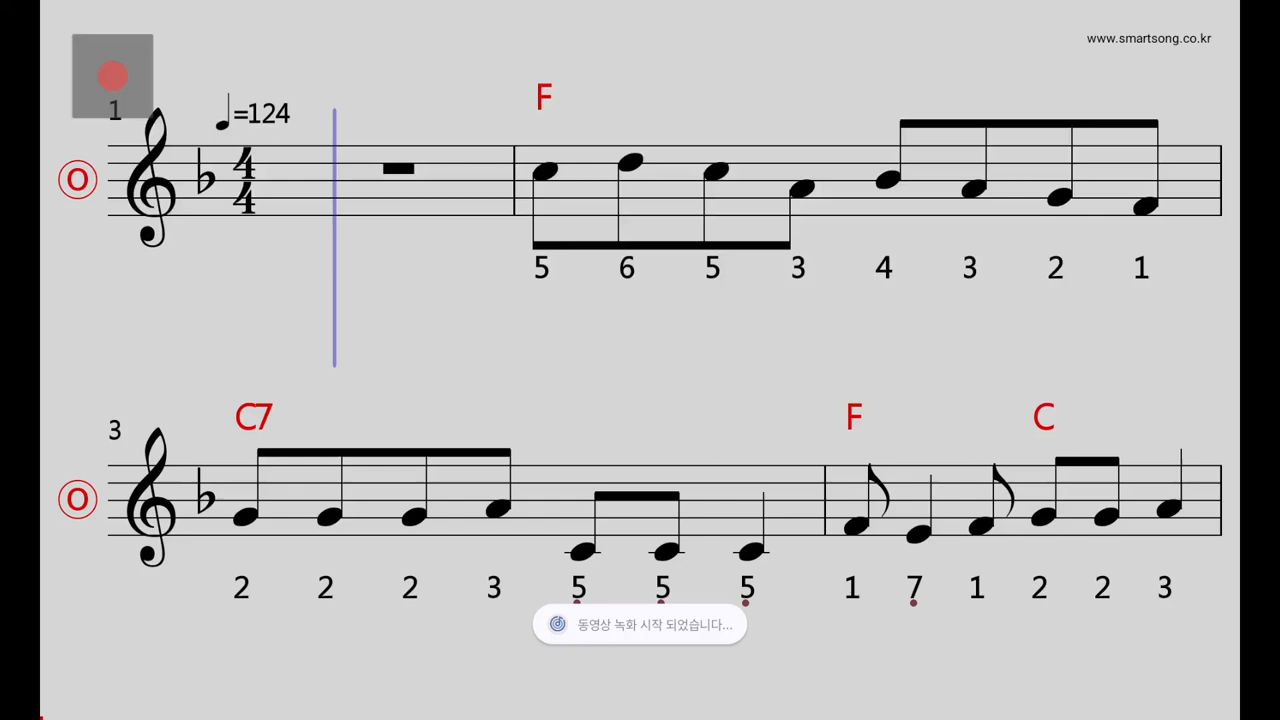 www.smartsong.co.kr
1
=124
F
O
4
4
5 6 5 3 4 3 2 1
3
C7 F C
O
2 2 2 3 5 5 5 1 7 1 2 2 3
동영상 녹화 시작 되었습니다...